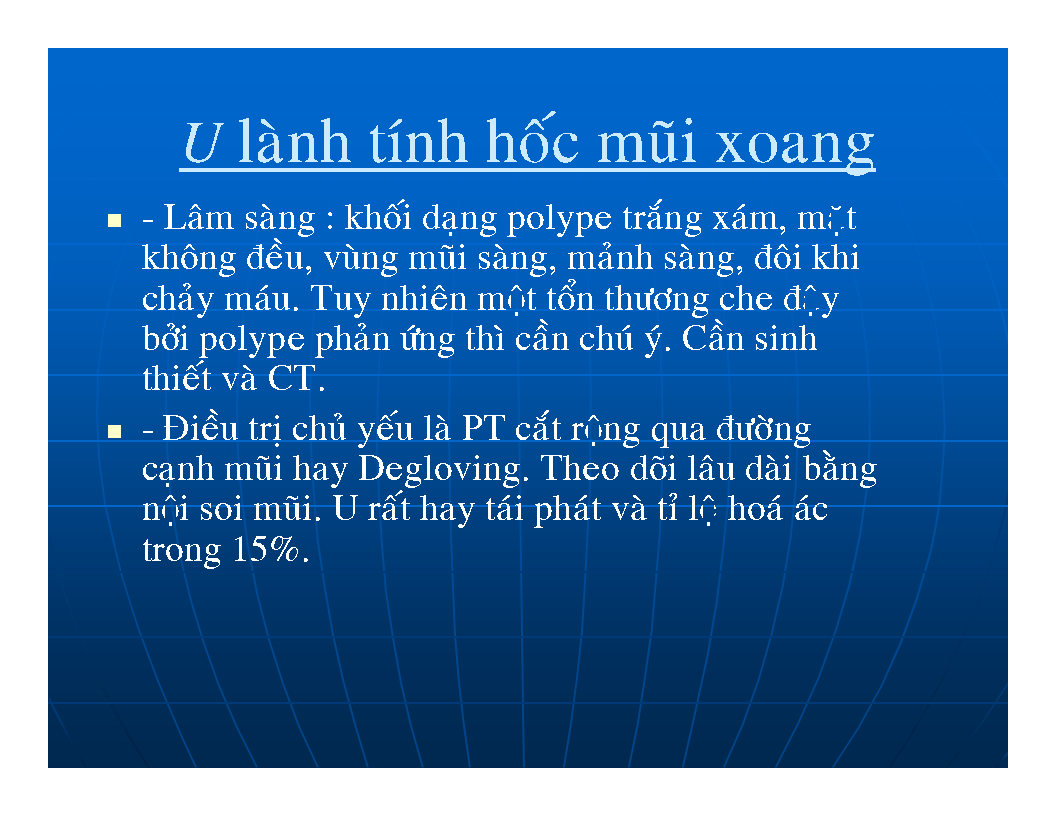 U lành tính hốc mũi xoang
- Lâm sàng : khối dạng polype trắng xám, mặt
không đều, vùng mũi sàng, mảnh sàng, đôi khi
chảy máu. Tuy nhiên một tổn thương che đậy
bởi polype phản ứng thì cần chú ý. Cần sinh
thiết và CT.
- Điều trị chủ yếu là PT cắt rộng qua đường
cạnh mũi hay Degloving. Theo dõi lâu dài bằng
nội soi mũi. U rất hay tái phát và tỉ lộ hoá ác
trong 15%.